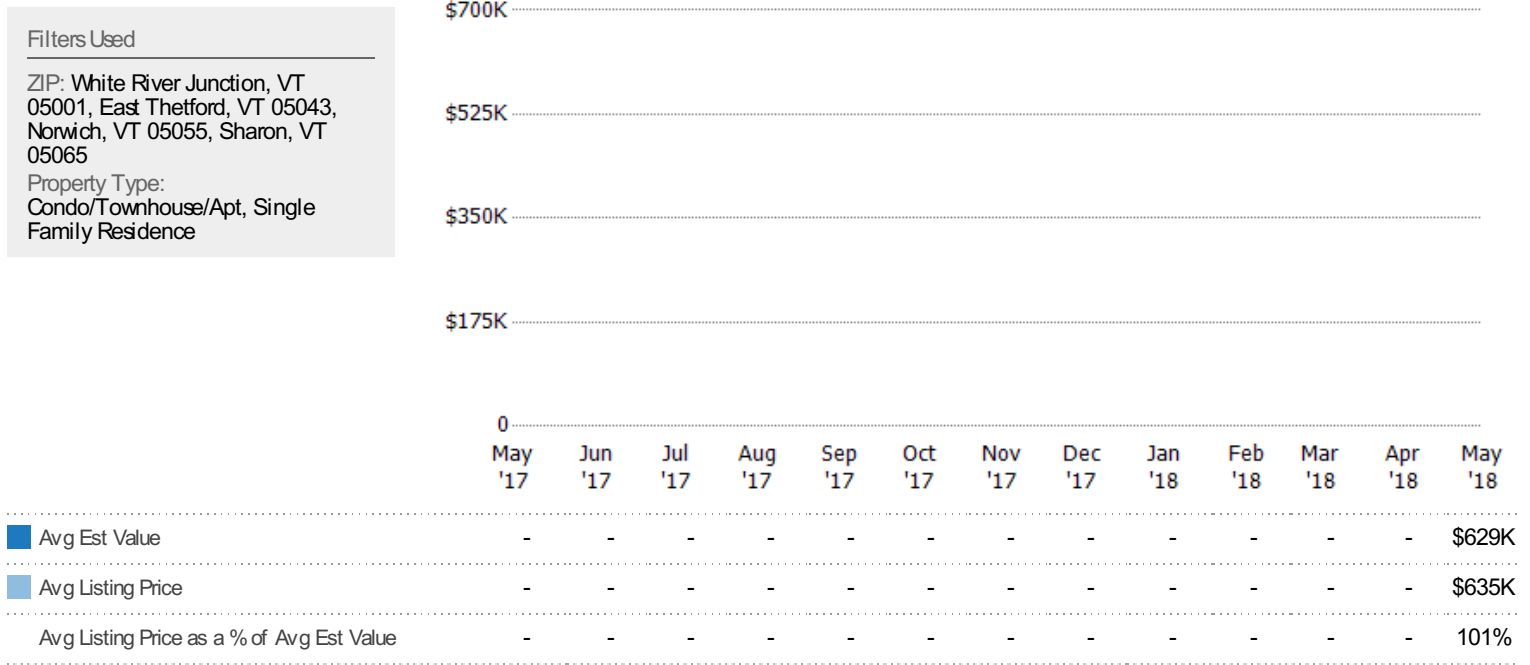 Filters Used
ZIP: White River Junction, VT
05001, East Thetford, VT 05043,
Norwich, VT 05055, Sharon, VT
05065
Property Type:
Condo/Townhouse/Apt, Single
Family Residence
$700K
$525K
$350K
$175K
0
May Jun Jul Aug Sep Oct Nov Dec Jan Feb Mar Apr May
'17 '17 '17 '17 '17 '17 '17 '17 '18 '18 '18 '18 '18
Avg Est Value - - - - - - - - - - - - $629K
Avg Listing Price - - - - - - - - - - - - $635K
Avg Listing Price as a % of Avg Est Value - - - - - - - - - - - - 101%